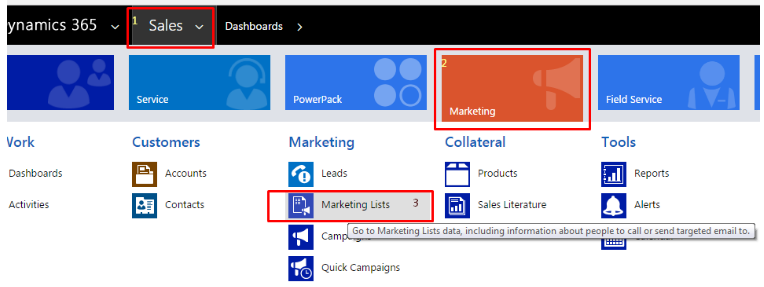 ynamics 365
1 Sales
Dashboards
Service
PowerPack
2
Marketing
Field Service
Work
Customers
Marketing
Collateral
Tools
Dashboards
Accounts
Leads
Products
Reports
Activities
Contacts
Marketing Lists 3
Sales Literature
Alerts
Go to Marketing Lists data, including information about people to call or send targeted email to.
Quick Campaigns